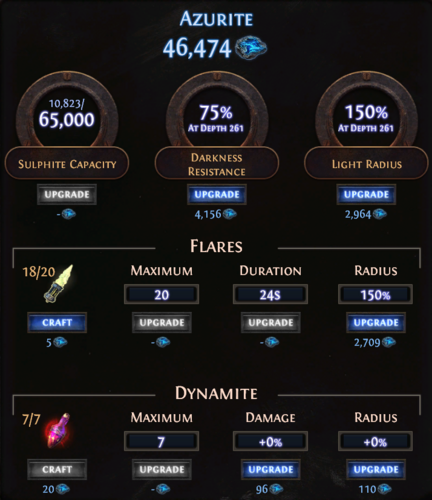 Azurite
46,474
10,823/
65,000
Sulphite Capacity
UPGRADE
-
75%
At Depth 261
Darkness
Resistance
UPGRADE
4,156
150%
At Depth 261
Light Radius
UPGRADE
2,964
Flares
18/20
CRAFT
5
Maximum
20
UPGRADE
-
Duration
24s
UPGRADE
-
Radius
150%
UPGRADE
2,709
Dynamite
7/7
CRAFT
20
Maximum
7
UPGRADE
-
Damage
+0%
UPGRADE
96
Radius
+0%
UPGRADE
110